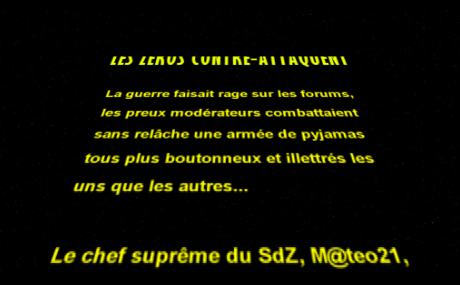 LES ZEROS CONTRE-ATTAQUENT
La guerre faisait rage sur les forums,
les preux modérateurs combattaient
sans relâche une armée de pyjamas
tous plus boutonneux et illettrés les
uns que les autres...
Le chef suprême du SdZ, M@teo21,